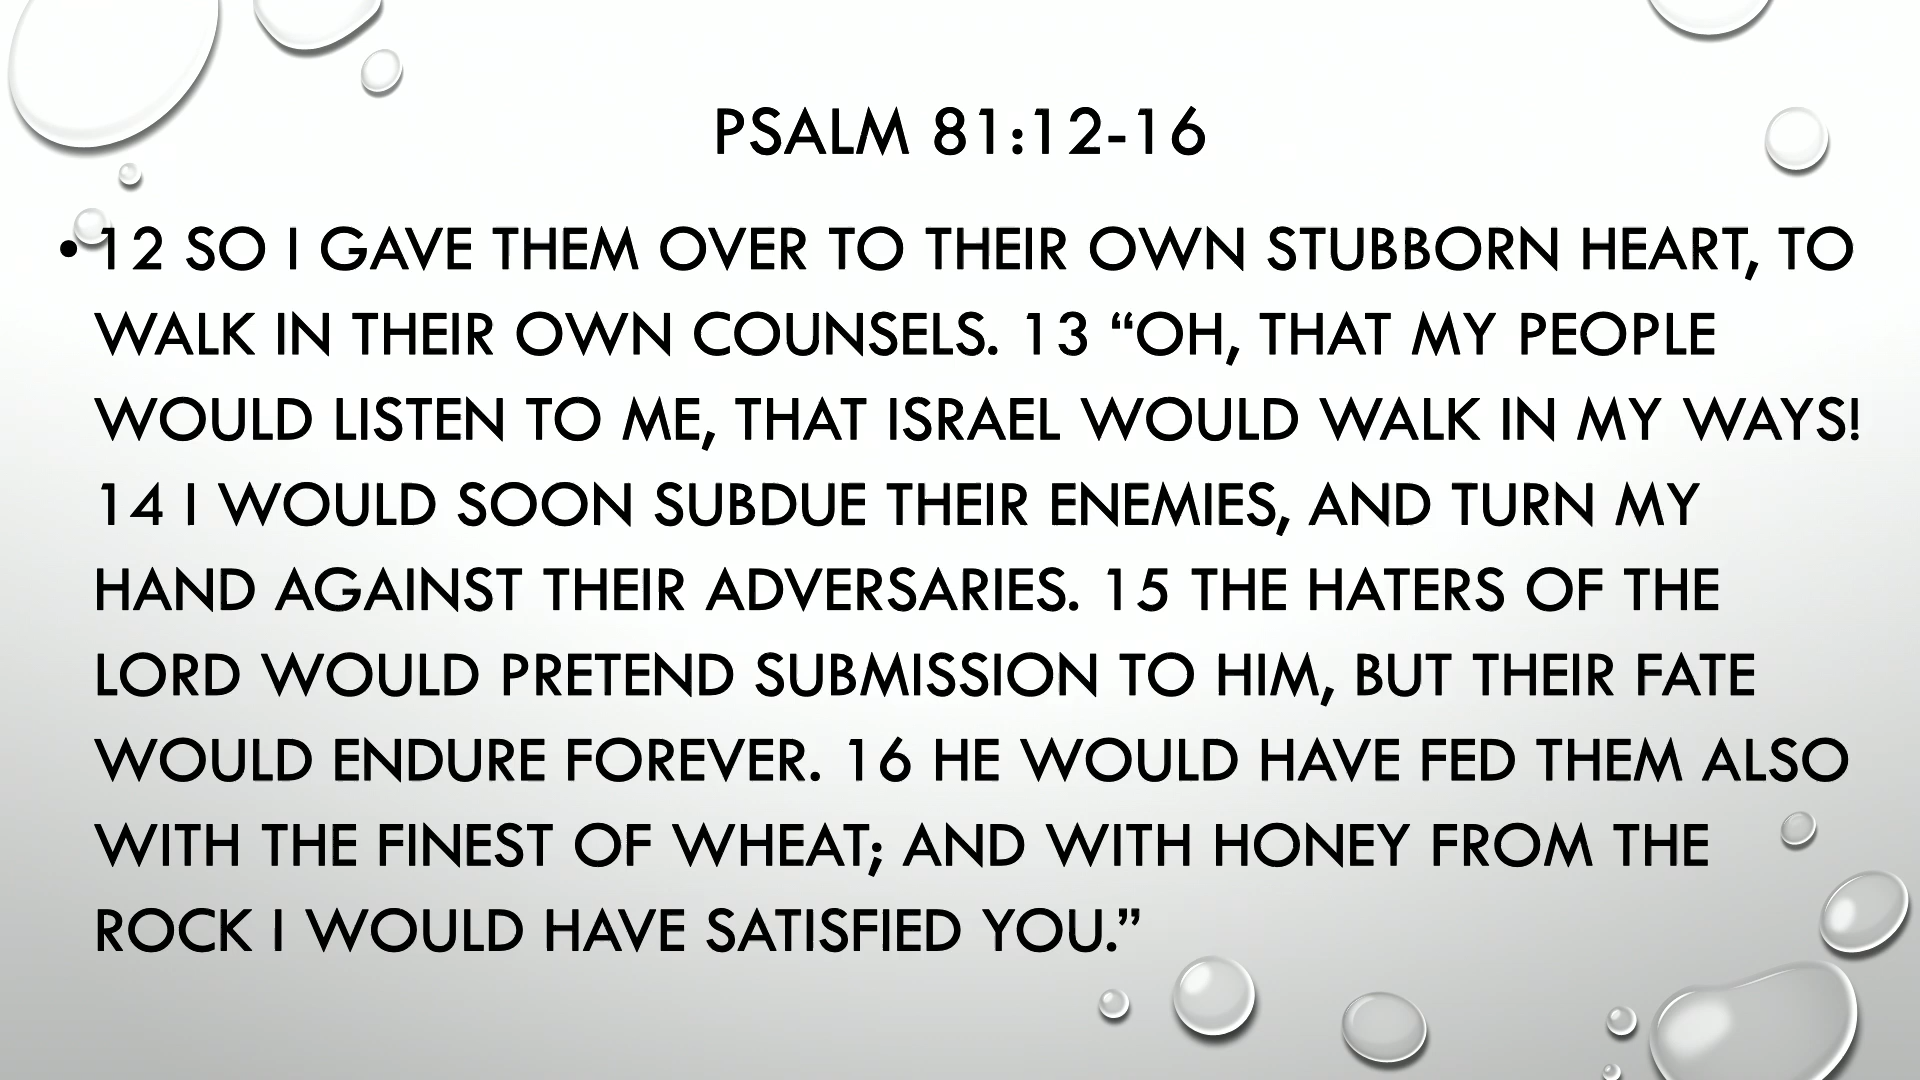 PSALM 81:12-16
• 12 SO I GAVE THEM OVER TO THEIR OWN STUBBORN HEART, TO
WALK IN THEIR OWN COUNSELS. 13 “OH, THAT MY PEOPLE
WOULD LISTEN TO ME, THAT ISRAEL WOULD WALK IN MY WAYS!
14 I WOULD SOON SUBDUE THEIR ENEMIES, AND TURN MY
HAND AGAINST THEIR ADVERSARIES. 15 THE HATERS OF THE
LORD WOULD PRETEND SUBMISSION TO HIM, BUT THEIR FATE
WOULD ENDURE FOREVER. 16 HE WOULD HAVE FED THEM ALSO
WITH THE FINEST OF WHEAT; AND WITH HONEY FROM THE
ROCK I WOULD HAVE SATISFIED YOU.”